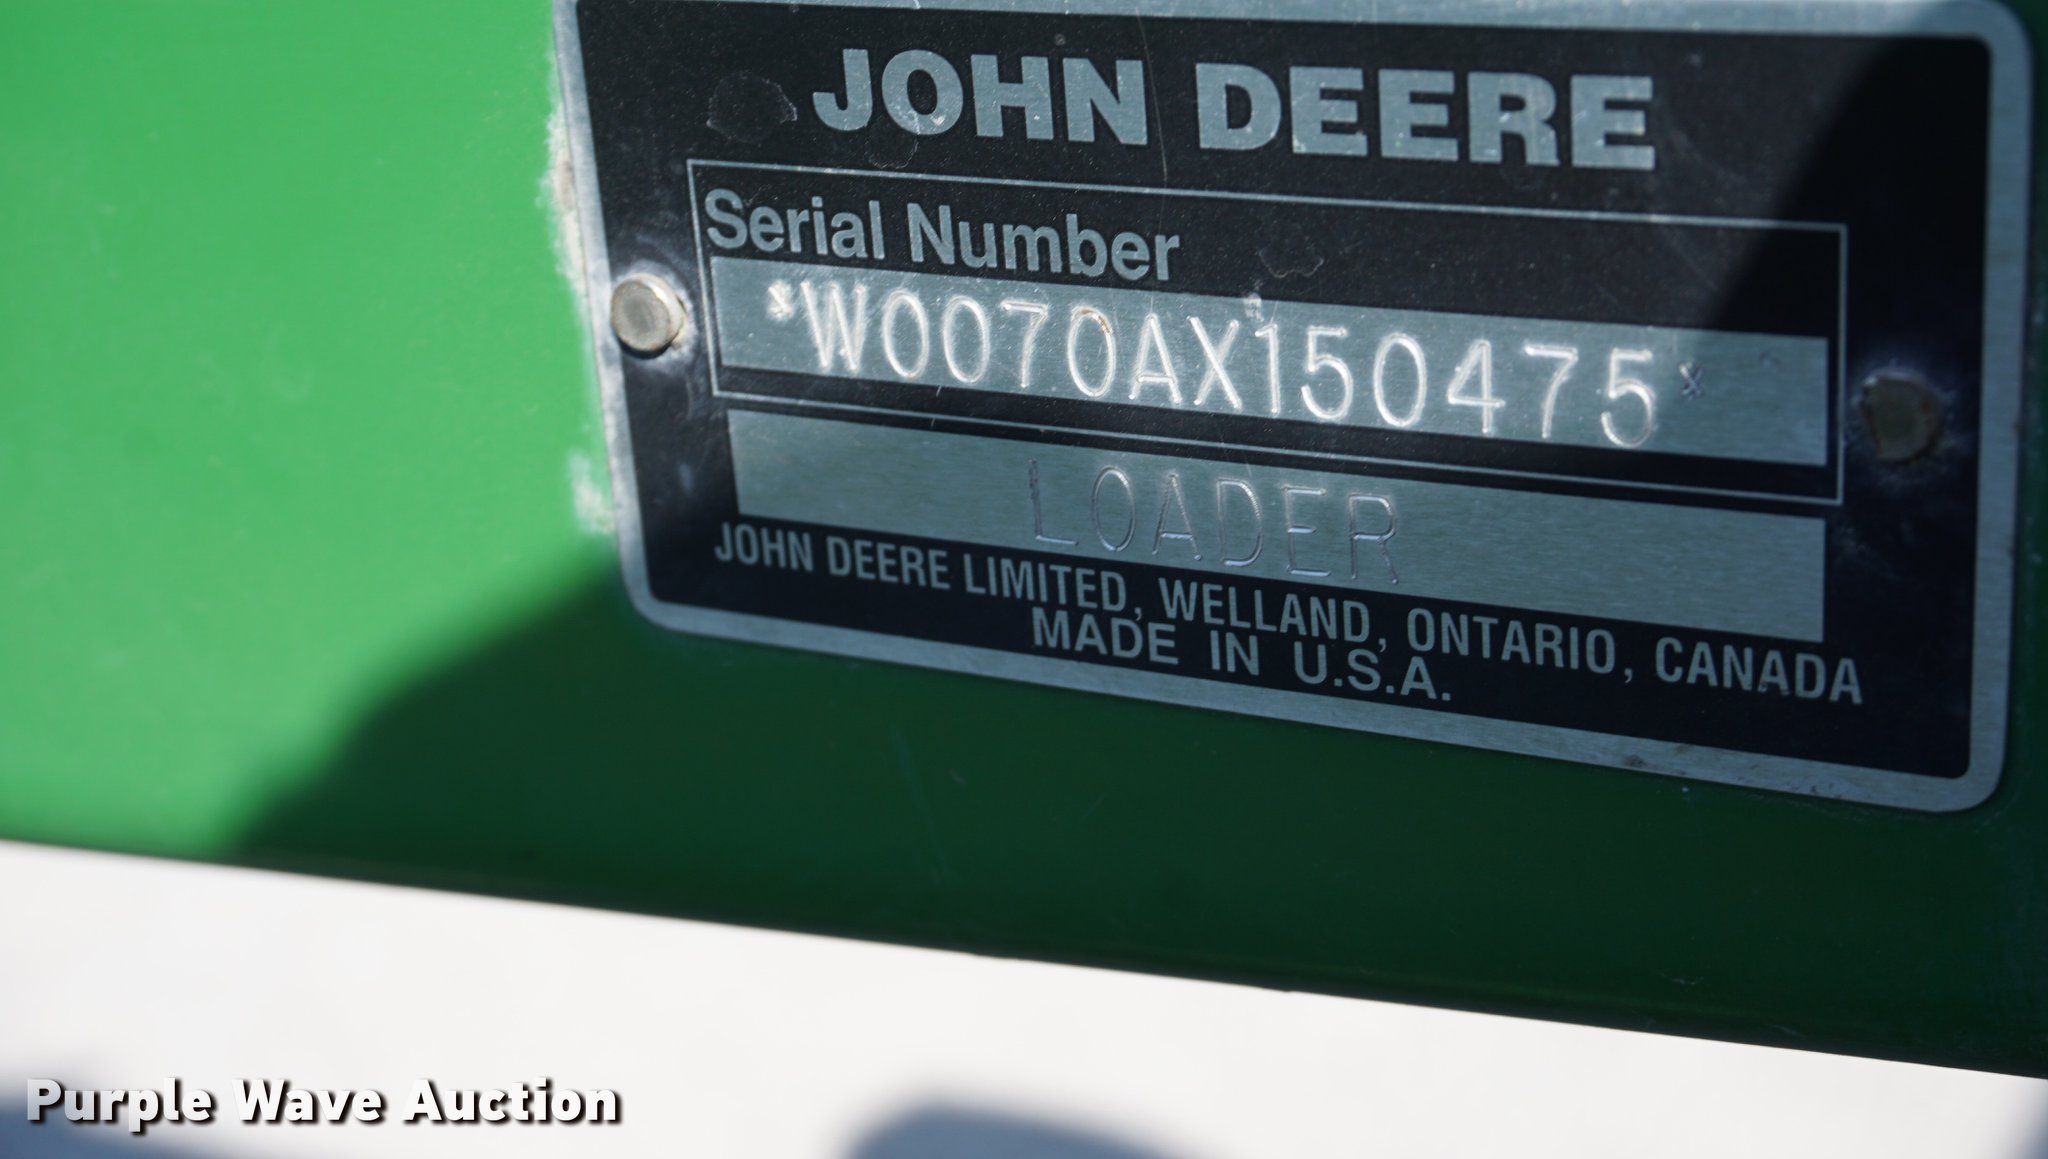 JOHN DEERE
Serial Number
*W0070AX150475*
LOADER
JOHN DEERE LIMITED, WELLAND, ONTARIO, CANADA
MADE IN U.S.A.
Purple Wave Auction